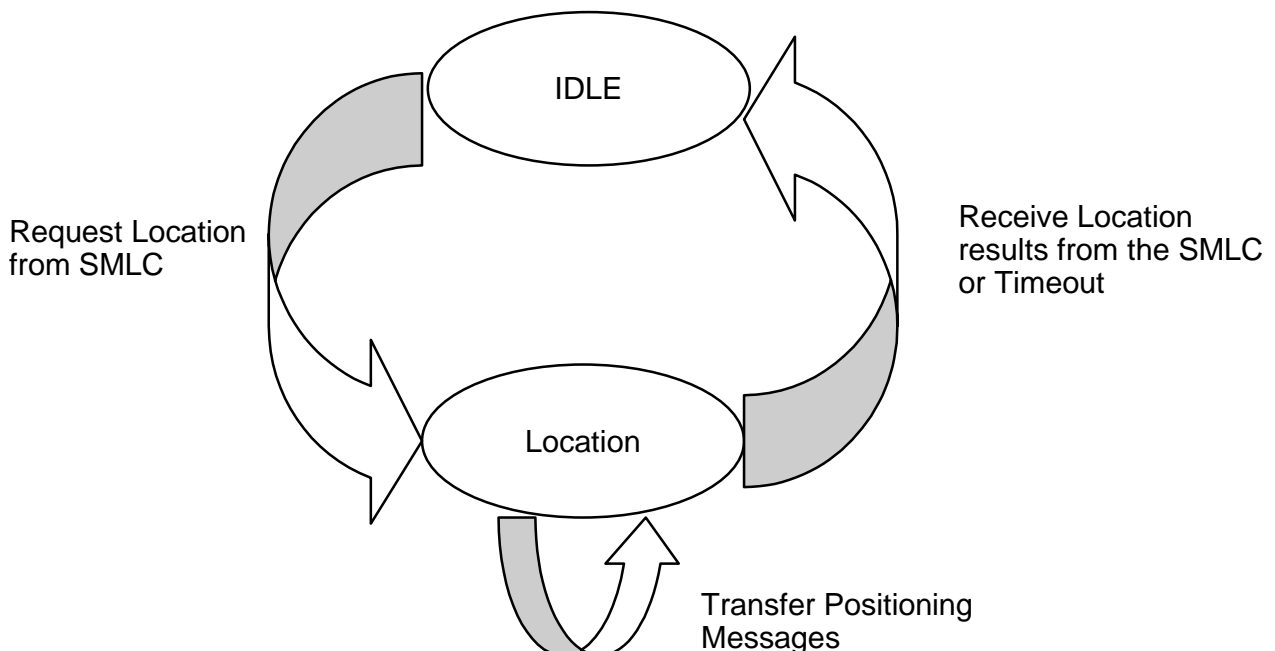 IDLE
Request Location
from SMLC
Receive Location
results from the SMLC
or Timeout
Location
Transfer Positioning
Messages